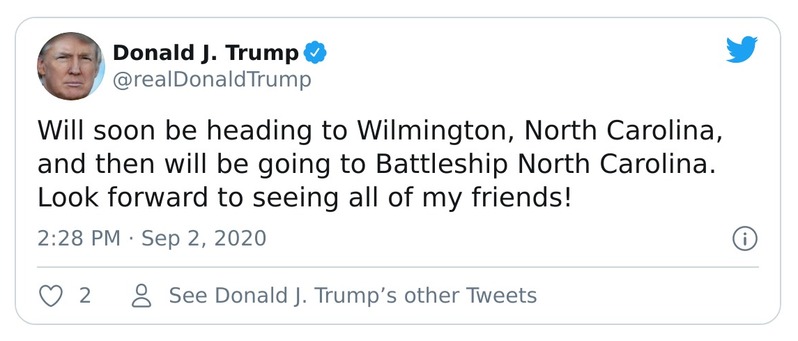 Donald J. Trump
@realDonaldTrump
Will soon be heading to Wilmington, North Carolina,
and then will be going to Battleship North Carolina.
Look forward to seeing all of my friends!
2:28 PM · Sep 2, 2020
2 See Donald J. Trump’s other Tweets